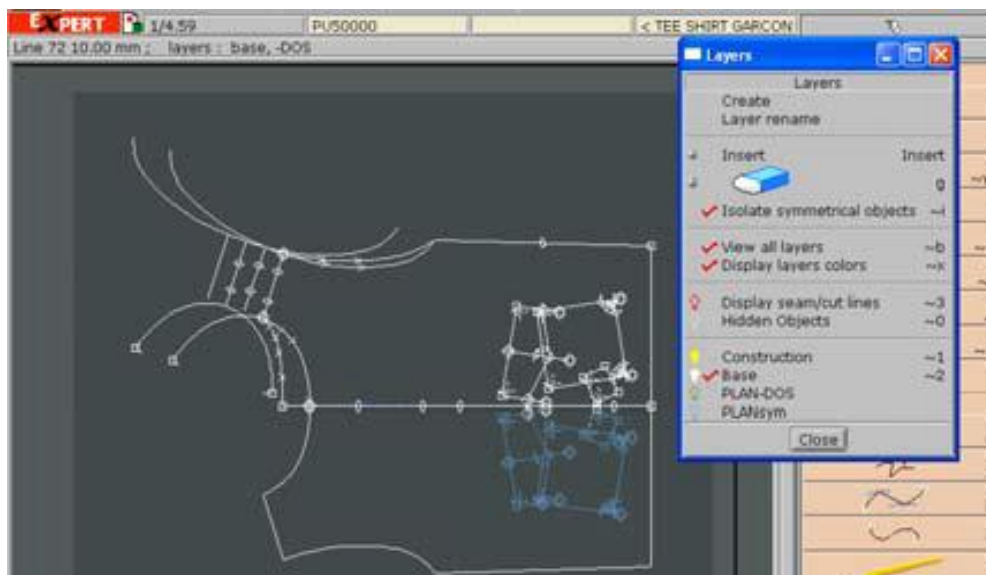 EXPERT 1/4.59 PU50000 < TEE SHIRT GARCON
Line 72 10.00 mm ; layers : base, -DOS
Layers
Layers
Create
Layer rename
Insert Insert
g
Isolate symmetrical objects ~i
View all layers ~b
Display layers colors ~x
Display seam/cut lines ~3
Hidden Objects ~0
Construction ~1
Base ~2
PLAN-DOS
PLANsym
Close